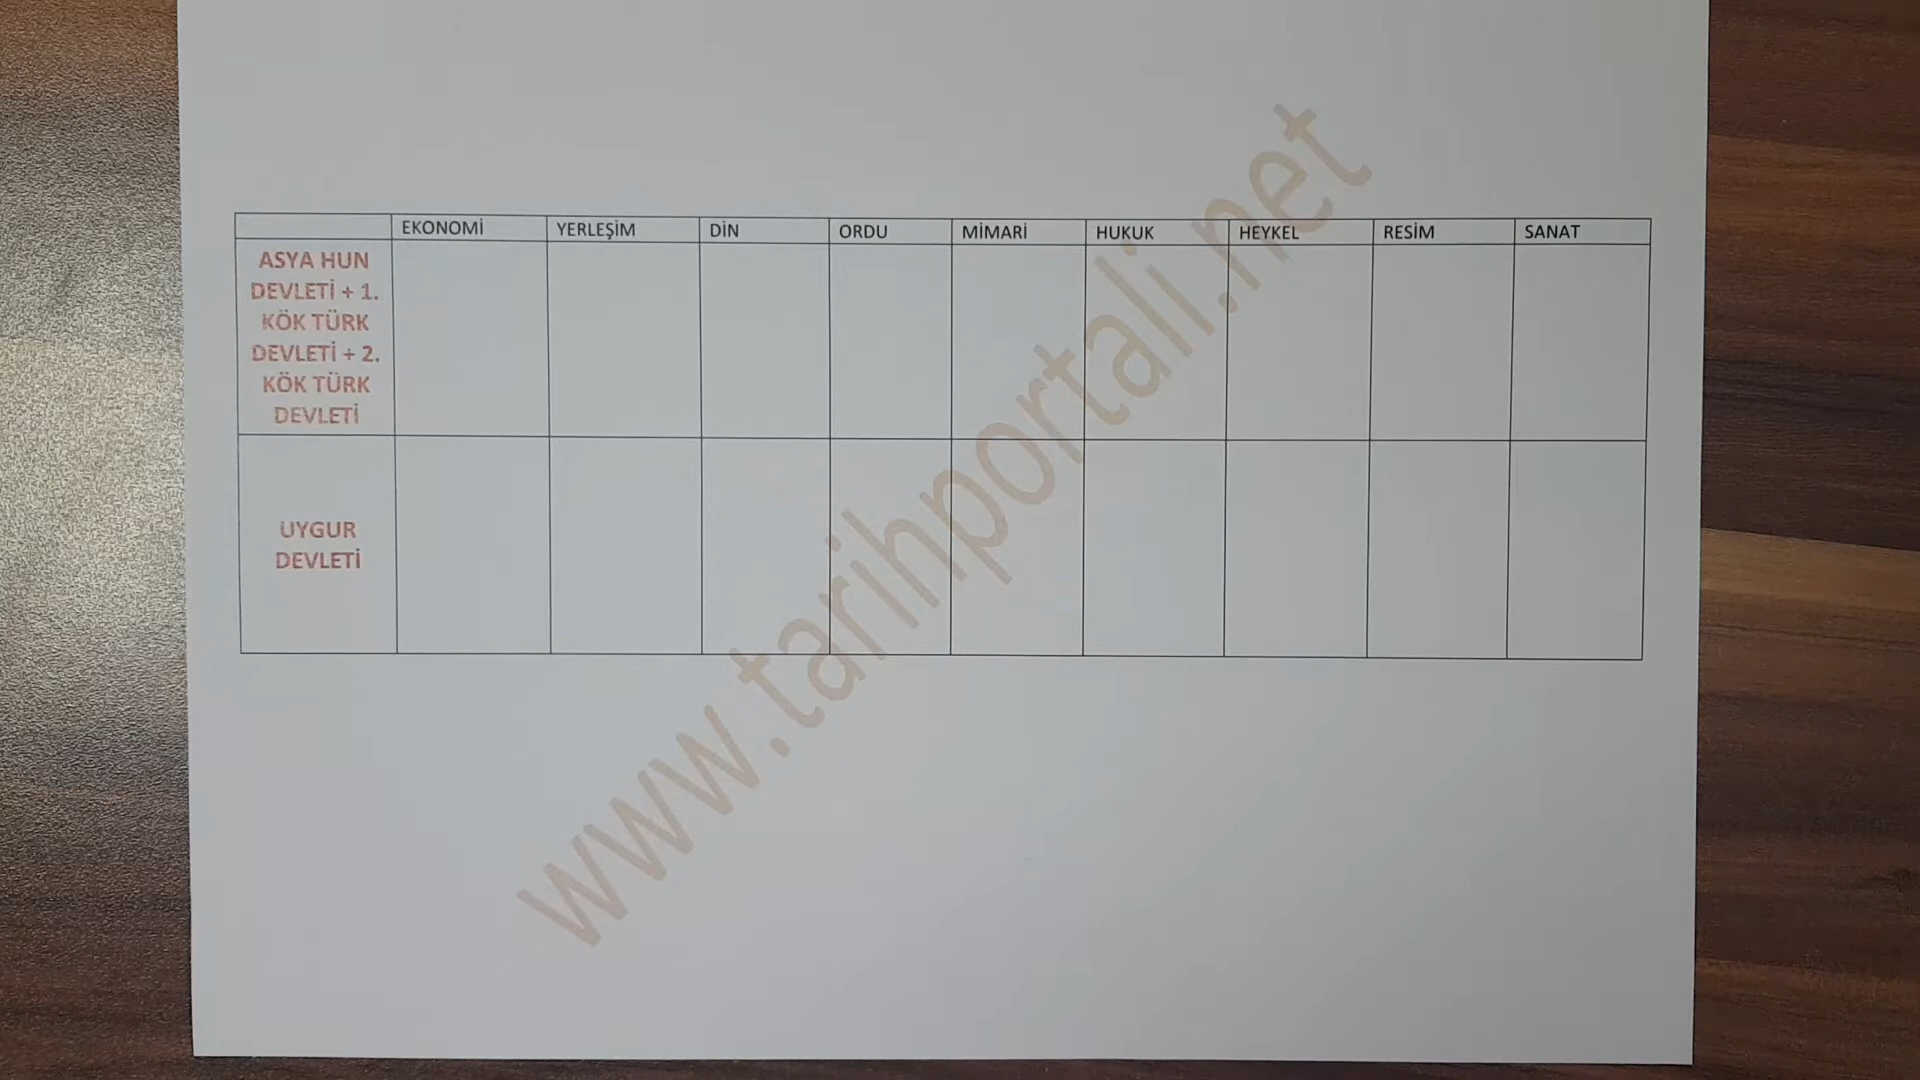 EKONOMİ YERLEŞİM DİN ORDU MİMARİ HUKUK HEYKEL RESİM SANAT
ASYA HUN
DEVLETİ + 1.
KÖK TÜRK
DEVLETİ + 2.
KÖK TÜRK
DEVLETİ
UYGUR
DEVLETİ
www.tarihportali.net